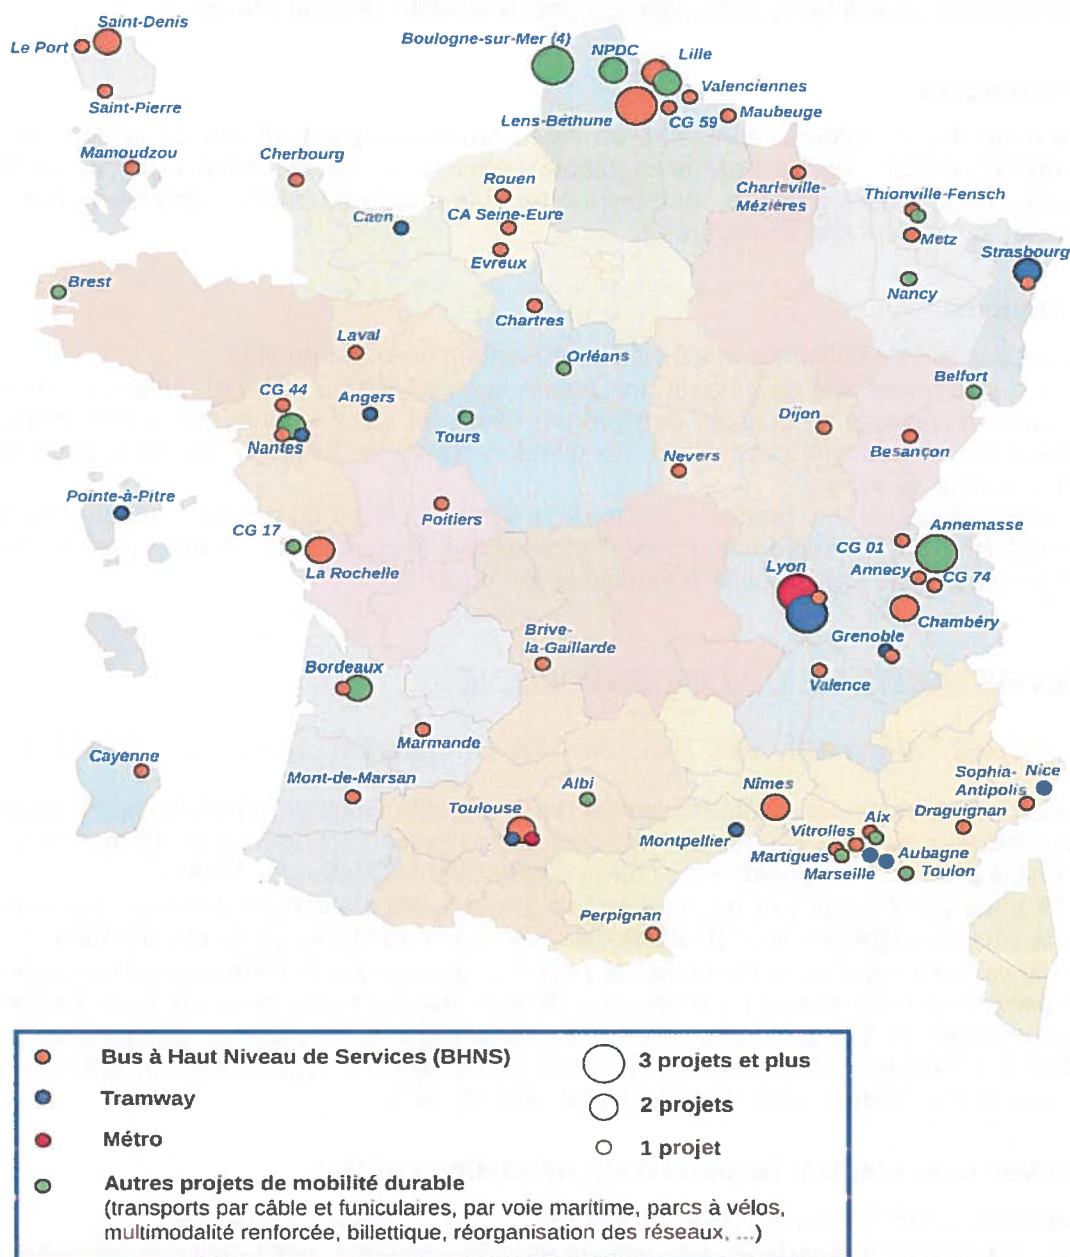 Saint-Denis
Le Port
Saint-Pierre
Mamoudzou
Boulogne-sur-Mer (4)
NPDC
Lille
Valenciennes
Lens-Béthune
CG 59
Maubeuge
Cherbourg
Rouen
CA Seine-Eure
Caen
Evreux
Charleville-
Mézières
Thionville-Fensch
Metz
Strasbourg
Nancy
Brest
Chartres
Laval
Orléans
Belfort
CG 44
Angers
Nantes
Tours
Dijon
Besançon
Nevers
Pointe-à-Pitre
Poitiers
CG 17
La Rochelle
Annemasse
CG 01
Annecy
CG 74
Lyon
Chambéry
Grenoble
Valence
Brive-
la-Gaillarde
Bordeaux
Marmande
Cayenne
Mont-de-Marsan
Toulouse
Albi
Nîmes
Montpellier
Sophia-
Antipolis
Nice
Draguignan
Aix
Vitrolles
Martigues
Marseille
Aubagne
Toulon
Perpignan
Bus à Haut Niveau de Services (BHNS)
Tramway
Métro
Autres projets de mobilité durable
(transports par câble et funiculaires, par voie maritime, parcs à vélos,
multimodalité renforcée, billettique, réorganisation des réseaux, ...)
3 projets et plus
2 projets
1 projet